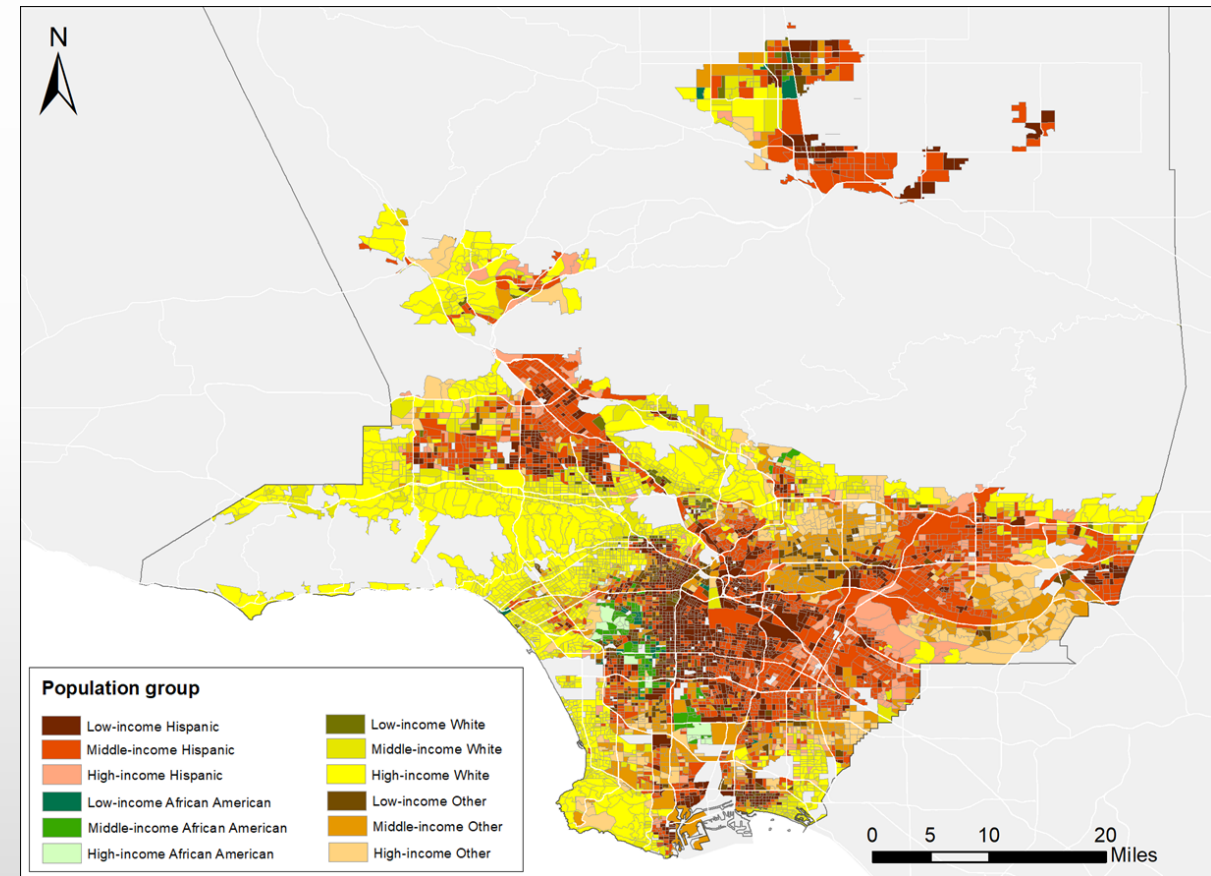 N
Population group
Low-income Hispanic
Middle-income Hispanic
High-income Hispanic
Low-income African American
Middle-income African American
High-income African American
Low-income White
Middle-income White
High-income White
Low-income Other
Middle-income Other
High-income Other
0 5 10 20
Miles